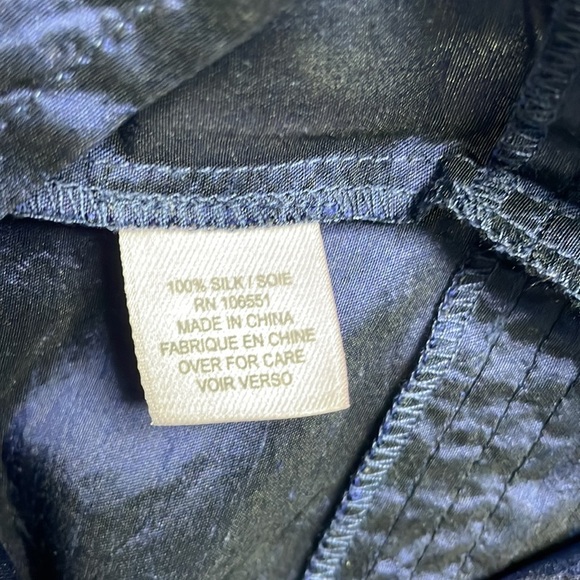 100% SILK / SOIE
RN 106551
MADE IN CHINA
FABRIQUE EN CHINE
OVER FOR CARE
VOIR VERSO